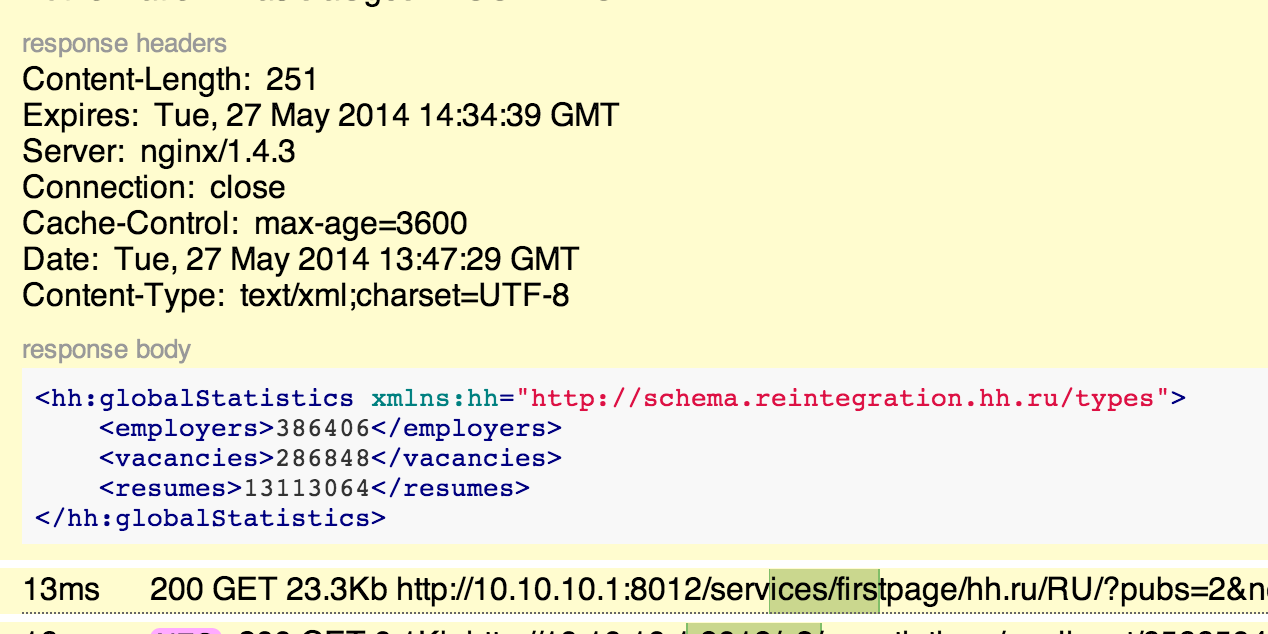 response headers
Content-Length: 251
Expires: Tue, 27 May 2014 14:34:39 GMT
Server: nginx/1.4.3
Connection: close
Cache-Control: max-age=3600
Date: Tue, 27 May 2014 13:47:29 GMT
Content-Type: text/xml;charset=UTF-8
response body
<hh:globalStatistics xmlns:hh="http://schema.reintegration.hh.ru/types">
    <employers>386406</employers>
    <vacancies>286848</vacancies>
    <resumes>13113064</resumes>
</hh:globalStatistics>
13ms 200 GET 23.3Kb http://10.10.10.1:8012/services/firstpage/hh.ru/RU/?pubs=2&n